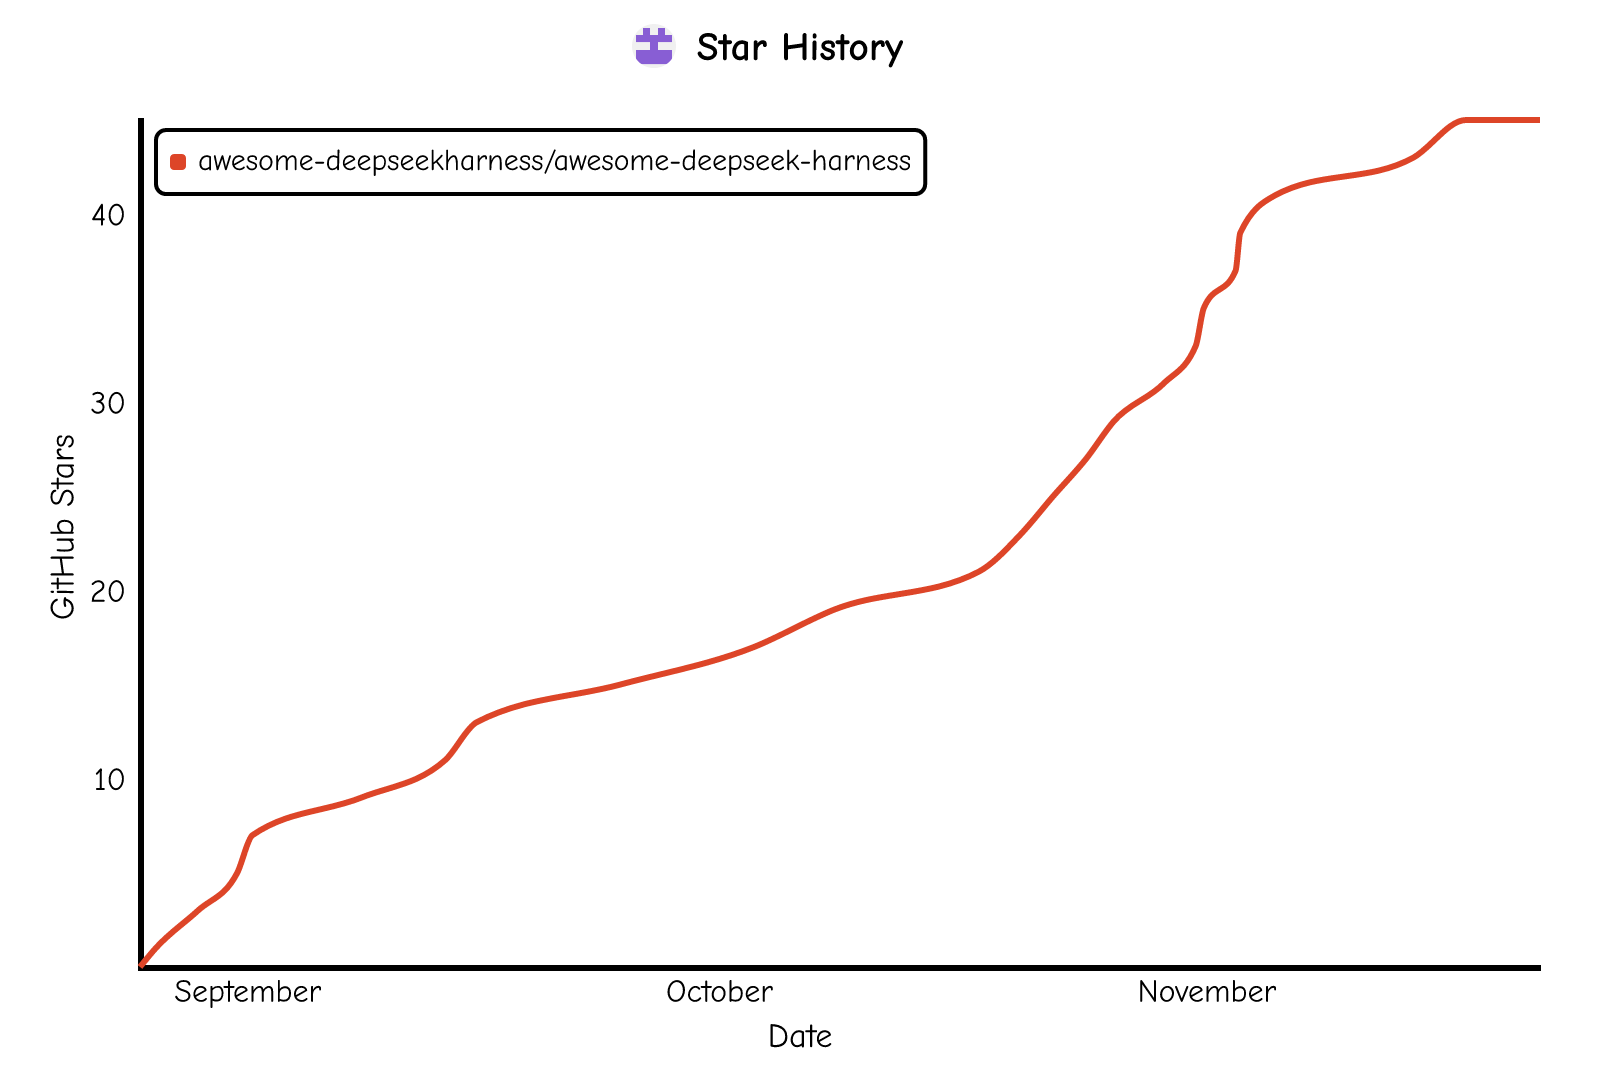 Star History
awesome-deepseekharness/awesome-deepseek-harness
40
30
20
10
GitHub Stars
September October November
Date